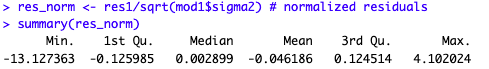 > res_norm <- res1/sqrt(mod1$sigma2) # normalized residuals
> summary(res_norm)
Min. 1st Qu. Median Mean 3rd Qu. Max.
-13.127363 -0.125985 0.002899 -0.046186 0.124514 4.102024